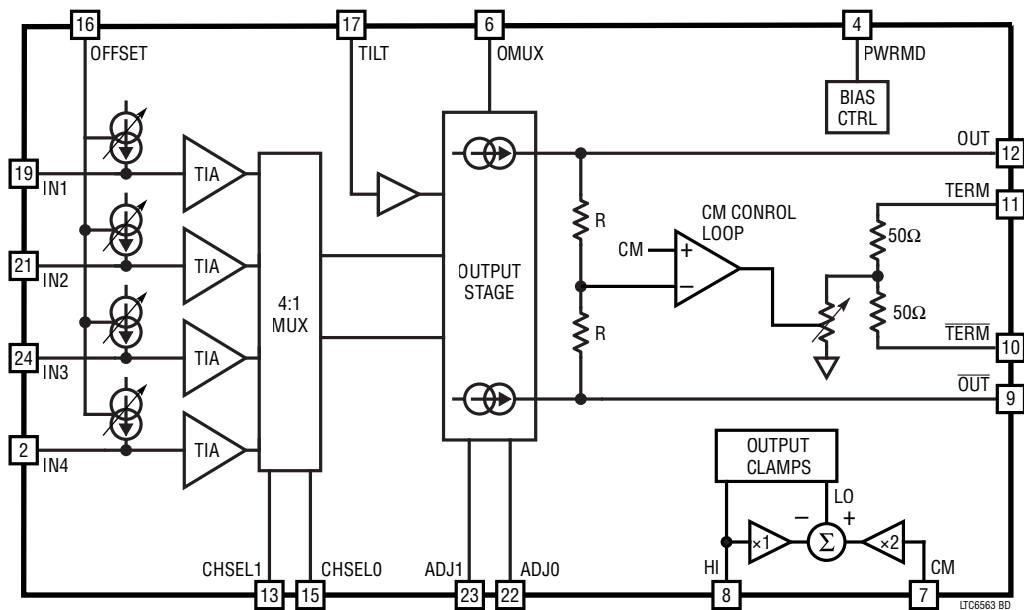 16
17
6
4
OFFSET
TILT
OMUX
PWRMD
BIAS
CTRL
OUT
12
19
IN1
TIA
TERM
11
R
CM CONROL
LOOP
50Ω
CM
+
−
21
IN2
TIA
4:1
MUX
OUTPUT
STAGE
50Ω
R
24
IN3
TIA
TERM
10
OUT
9
2
IN4
TIA
OUTPUT
CLAMPS
LO
−
+
×1
Σ
×2
CHSEL1
CHSEL0
ADJ1
ADJ0
HI
CM
13
15
23
22
8
7
LTC6563 BD